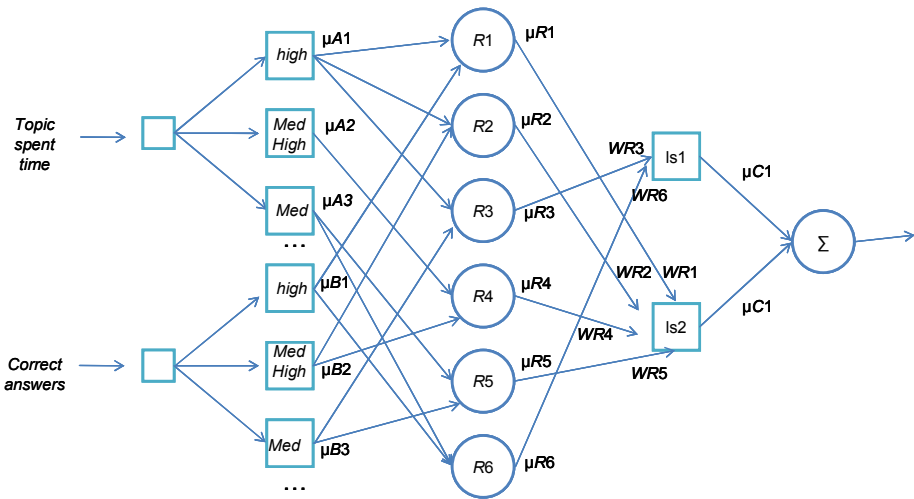 Topic
spent
time
Correct
answers
high
Med
High
Med
...
high
Med
High
Med
...
µA1
µA2
µA3
µB1
µB2
µB3
R1
R2
R3
R4
R5
R6
µR1
µR2
µR3
µR4
µR5
µR6
WR3
WR6
WR2
WR1
WR4
WR5
ls1
ls2
µC1
µC1
Σ